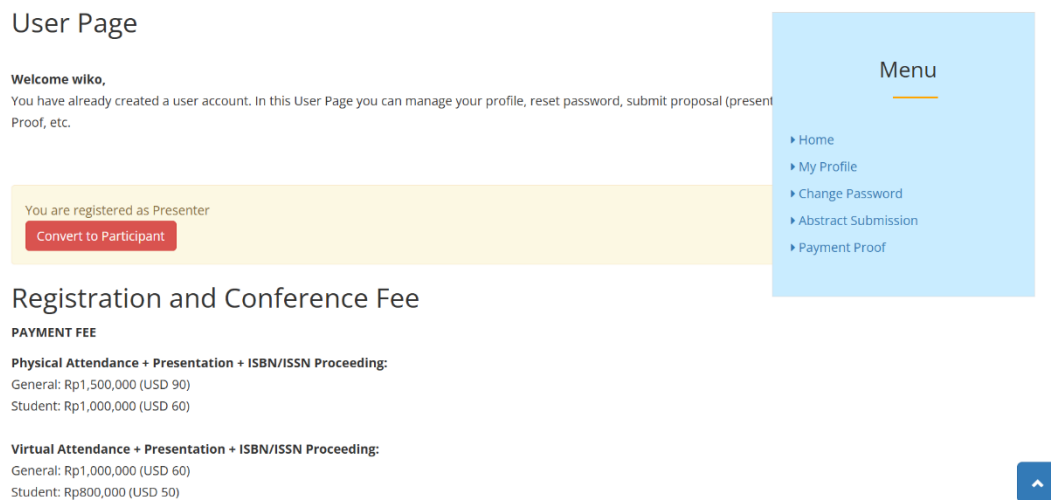 User Page
Welcome wiko,
You have already created a user account. In this User Page you can manage your profile, reset password, submit proposal
Proof, etc.
You are registered as Presenter
Convert to Participant
Registration and Conference Fee
PAYMENT FEE
Physical Attendance + Presentation + ISBN/ISSN Proceeding:
General: Rp1,500,000 (USD 90)
Student: Rp1,000,000 (USD 60)
Virtual Attendance + Presentation + ISBN/ISSN Proceeding:
General: Rp1,000,000 (USD 60)
Student: Rp800,000 (USD 50)
Menu
Home
My Profile
Change Password
Abstract Submission
Payment Proof